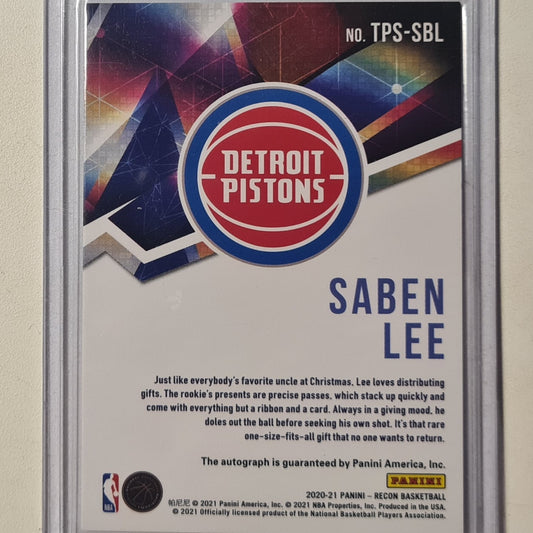 NO. TPS-SBL
DETROIT
PISTONS
SABEN
LEE
Just like everybody's favorite uncle at Christmas, Lee loves distributing
gifts. The rookie's presents are precise passes, which stack up quickly and
come with everything but a ribbon and a card. Always in a giving mood, he
doles out the ball before seeking his own shot. It's that rare
one-size-fits-all gift that no one wants to return.
The autograph is guaranteed by Panini America, Inc.
PANINI
2020-21 PANINI – RECON BASKETBALL
帕尼尼 © 2021 Panini America, Inc. © 2021 NBA Properties, Inc. Produced in the USA.
© 2021 Officially licensed product of the National Basketball Players Association.
NBA